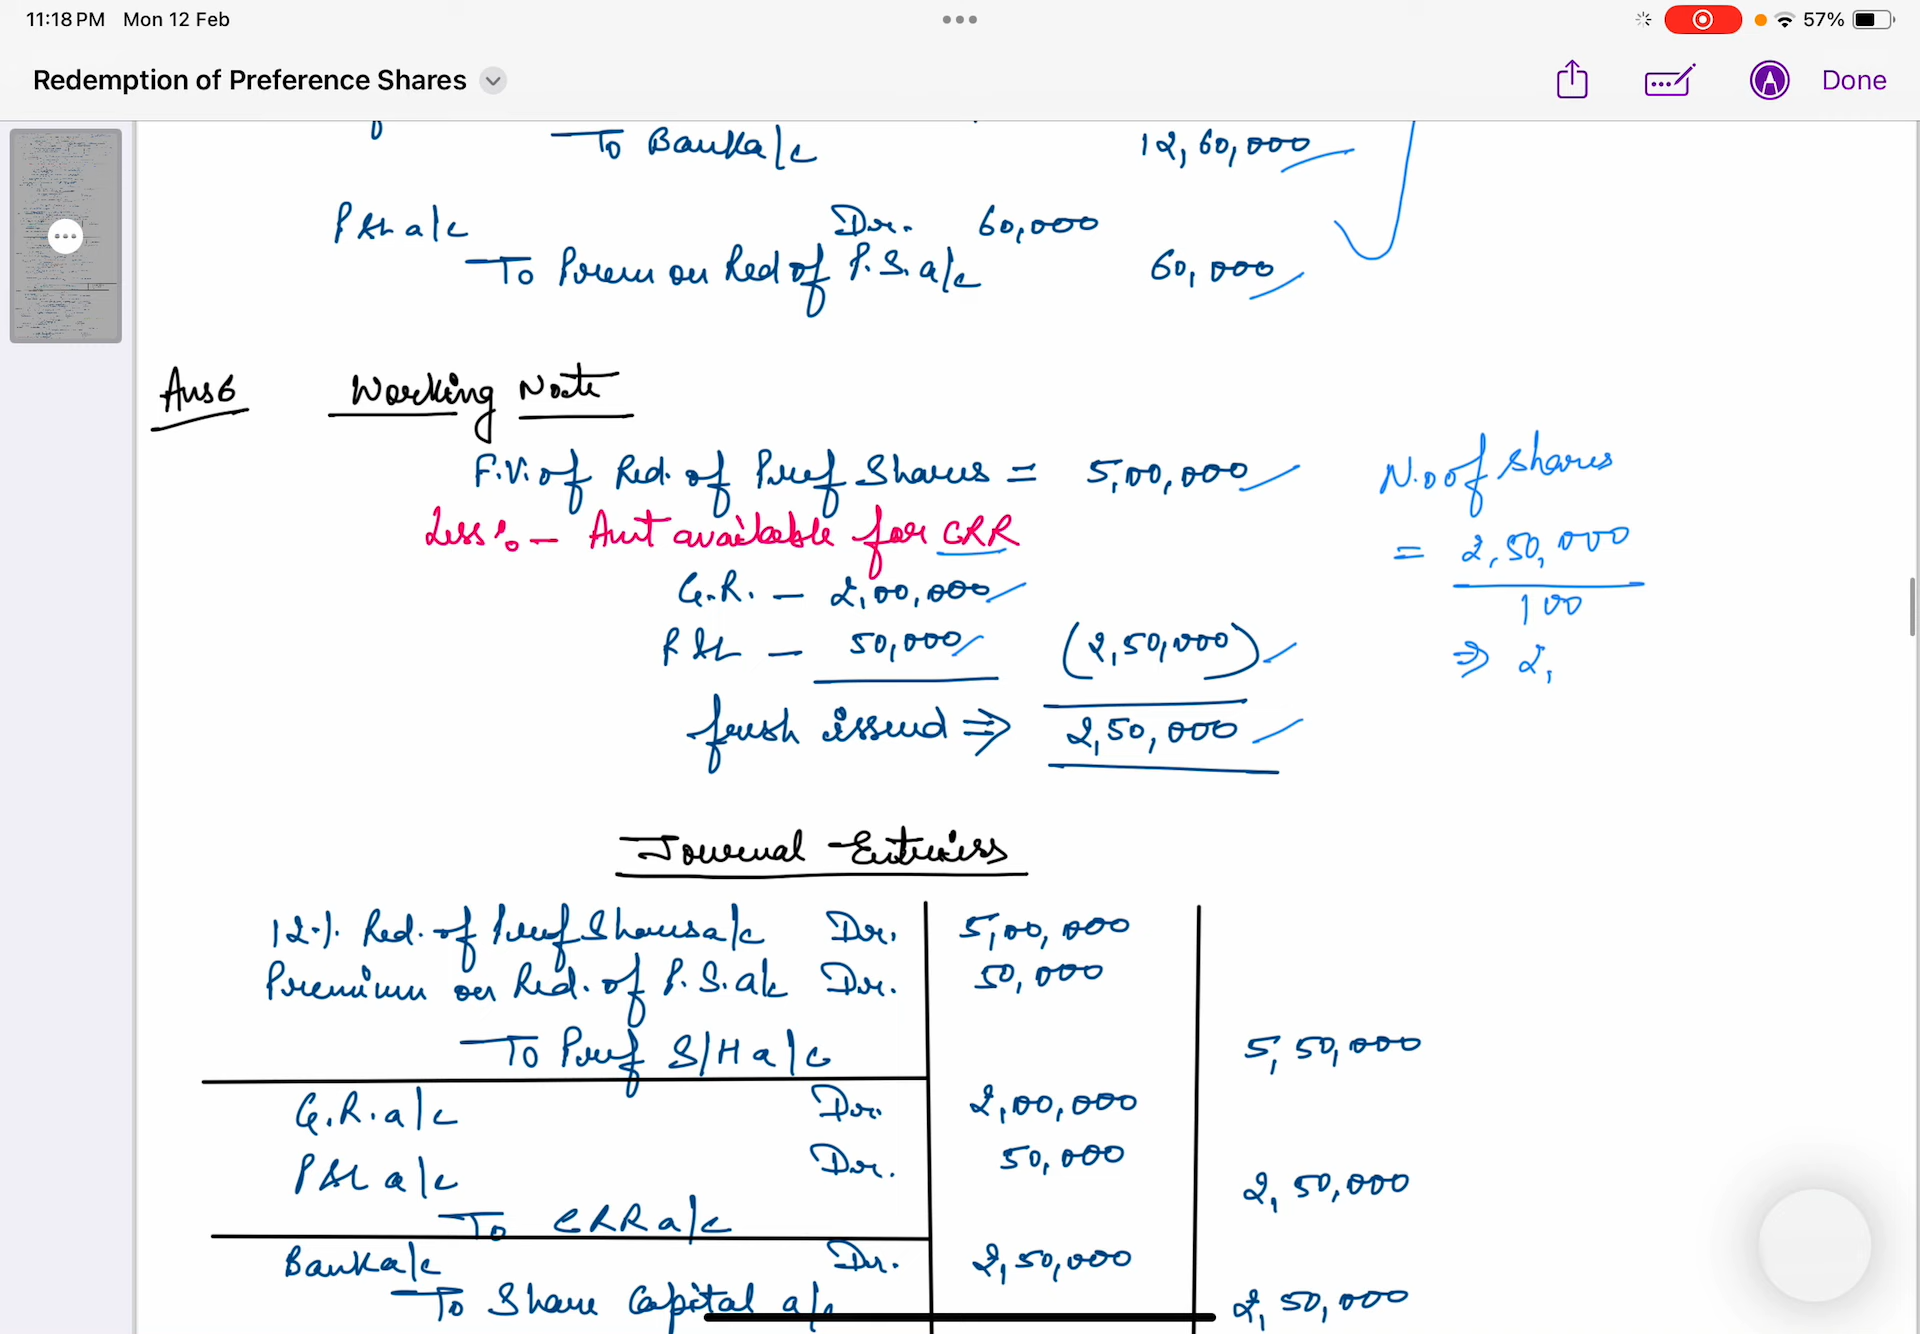 11:18 PM Mon 12 Feb
57%
Redemption of Preference Shares
Done
To Bank a/c 12,60,000
P&L a/c Dr. 60,000
To Prem on Red of P.S. a/c 60,000
Ans 6 Working Note
F.V. of Red. of Pref Shares = 5,00,000
Less:- Amt available for CRR
G.R. - 2,00,000
P&L - 50,000 (2,50,000)
fresh issued ⇒ 2,50,000
N.o of shares
= 2,50,000
100
⇒ 2,
Journal Entries
12.%. Red. of Pref Shares a/c Dr. 5,00,000
Premium on Red. of P.S. a/c Dr. 50,000
To Pref S/H a/c 5,50,000
G.R. a/c Dr. 2,00,000
P&L a/c Dr. 50,000
To CRR a/c 2,50,000
Bank a/c Dr. 2,50,000
To Share Capital a/c 2,50,000